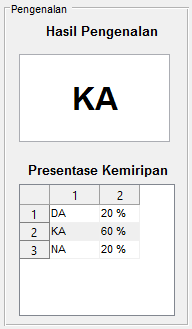 Pengenalan
Hasil Pengenalan
KA
Presentase Kemiripan
1 2
1 DA 20 %
2 KA 60 %
3 NA 20 %